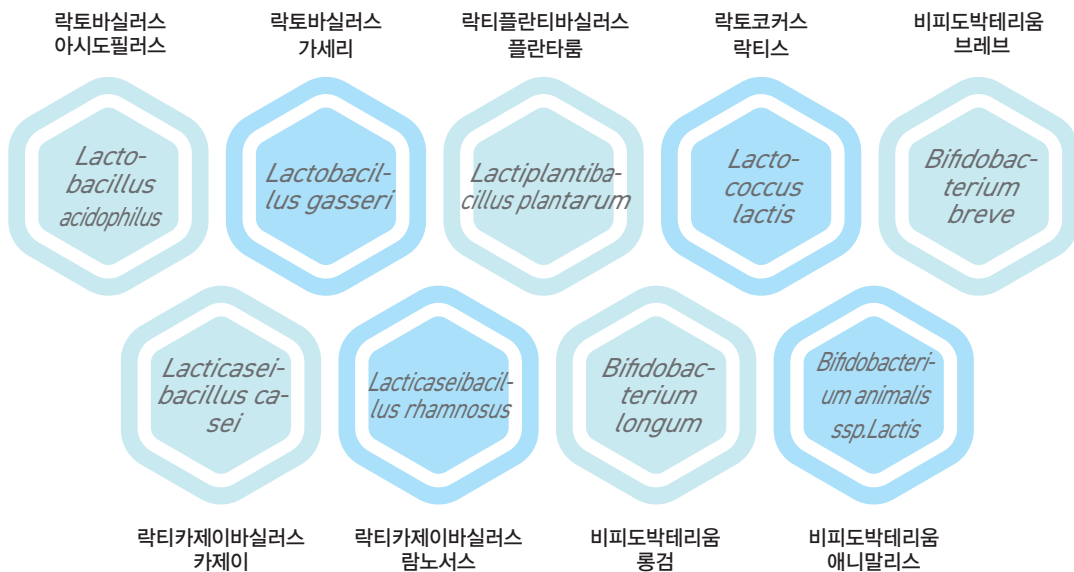 락토바실러스
아시도필러스
락토바실러스
가세리
락티플란티바실러스
플란타룸
락토코커스
락티스
비피도박테리움
브레브
Lacto-
bacillus
acidophilus
Lactobacil-
lus gasseri
Lactiplantiba-
cillus plantarum
Lacto-
coccus
lactis
Bifidobac-
terium
breve
Lacticasei-
bacillus ca-
sei
Lacticaseibacil-
lus rhamnosus
Bifidobac-
terium
longum
Bifidobacteri-
um animalis
ssp.Lactis
락티카제이바실러스
카제이
락티카제이바실러스
람노서스
비피도박테리움
롱검
비피도박테리움
애니말리스